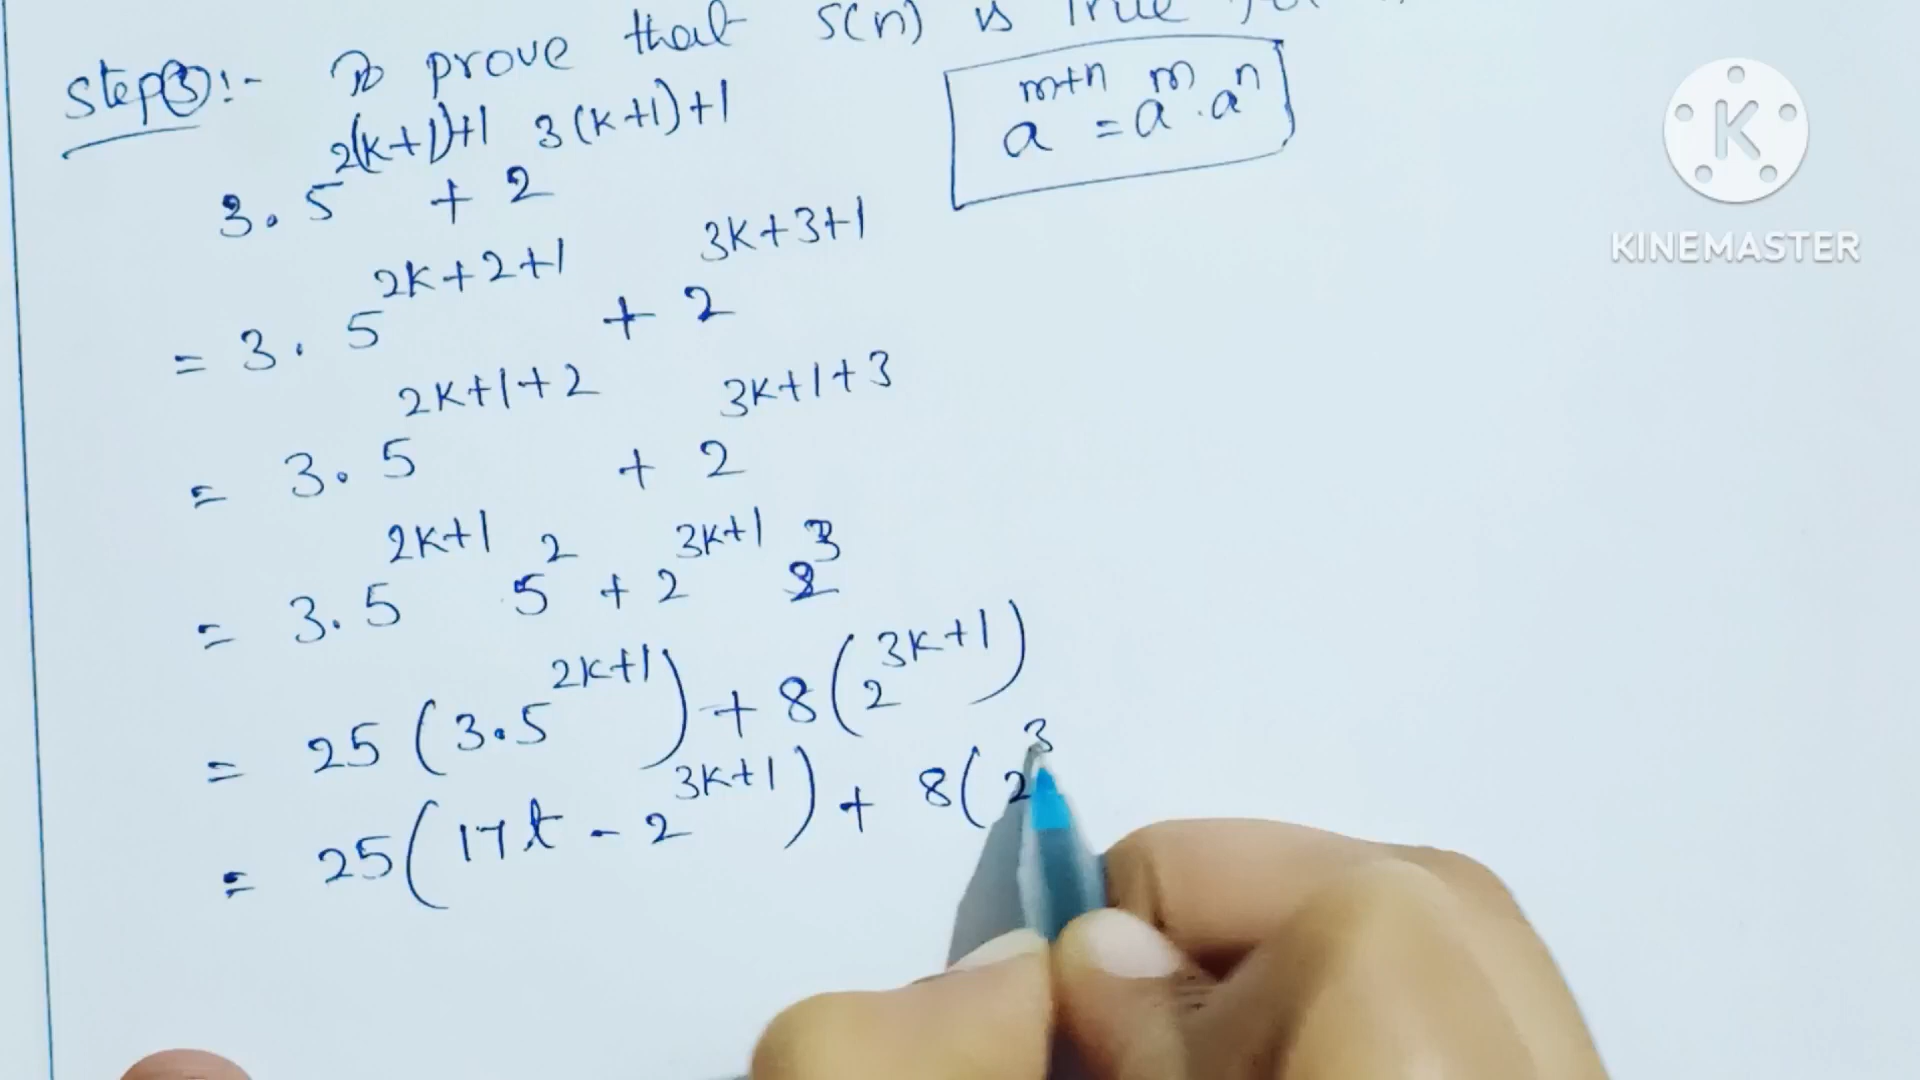 Step③:- To prove that S(n) is True for
3.5^{2(k+1)+1} + 2^{3(k+1)+1}
a^{m+n} = a^m . a^n
= 3.5^{2k+2+1} + 2^{3k+3+1}
= 3.5^{2k+1+2} + 2^{3k+1+3}
= 3.5^{2k+1} 5^2 + 2^{3k+1} 2^3
= 25(3.5^{2k+1}) + 8(2^{3k+1})
= 25(17t - 2^{3k+1}) + 8(2^3
K
KINEMASTER